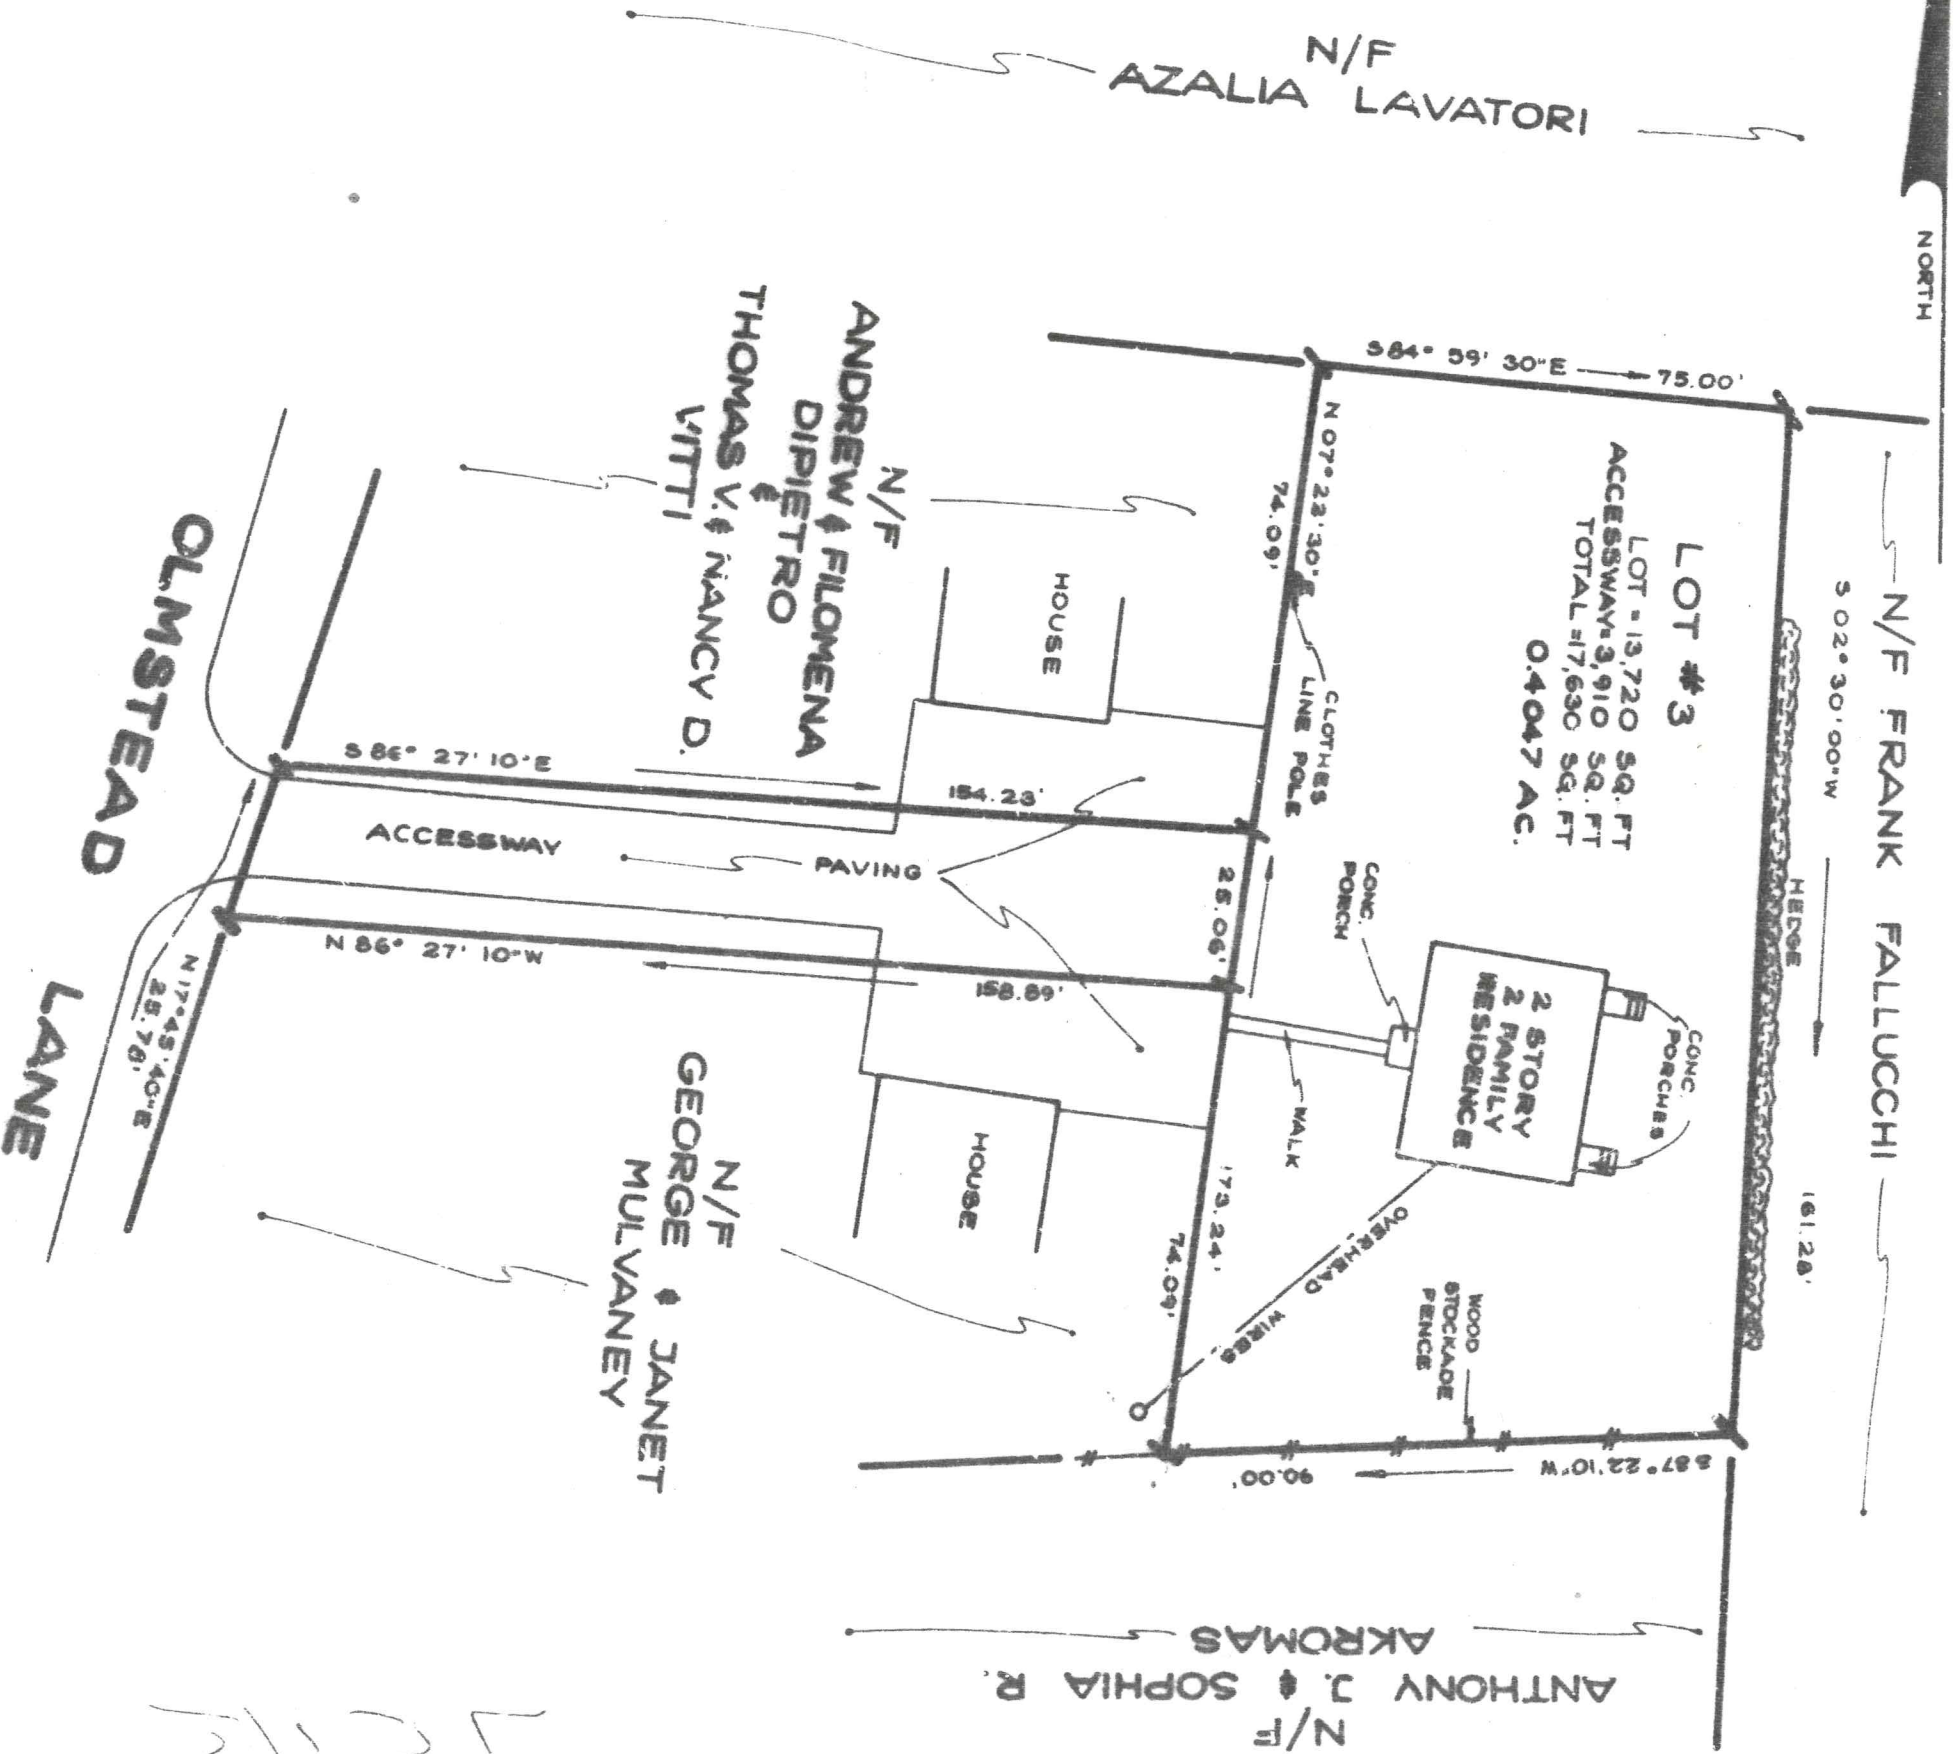 N/F
AZALIA LAVATORI
NORTH
S 84° 59' 30"E 75.00'
N/F FRANK FALLUCCHI
S 02° 30' 00"W
161.28'
HEDGE
LOT #3
LOT = 13,720 SQ. FT
ACCESSWAY = 3,910 SQ. FT
TOTAL = 17,630 SQ. FT
0.4047 AC.
N 07° 22' 30"E
74.09'
CLOTHES
LINE POLE
N/F
ANDREW & FILOMENA
DIPIETRO
&
THOMAS V. & NANCY D.
VITTI
HOUSE
S 86° 27' 10"E
154.23'
ACCESSWAY
PAVING
25.06'
N 86° 27' 10"W
158.89'
CONC.
PORCH
2 STORY
2 FAMILY
RESIDENCE
CONC.
PORCHES
WALK
173.24'
74.09'
OVERHEAD WIRES
WOOD
STOCKADE
FENCE
S 87° 22' 10"W
90.00'
HOUSE
N/F
GEORGE & JANET
MULVANEY
OLMSTEAD LANE
N 17° 45' 40"E
25.78'
N/F
ANTHONY J. & SOPHIA R.
AKROMAS